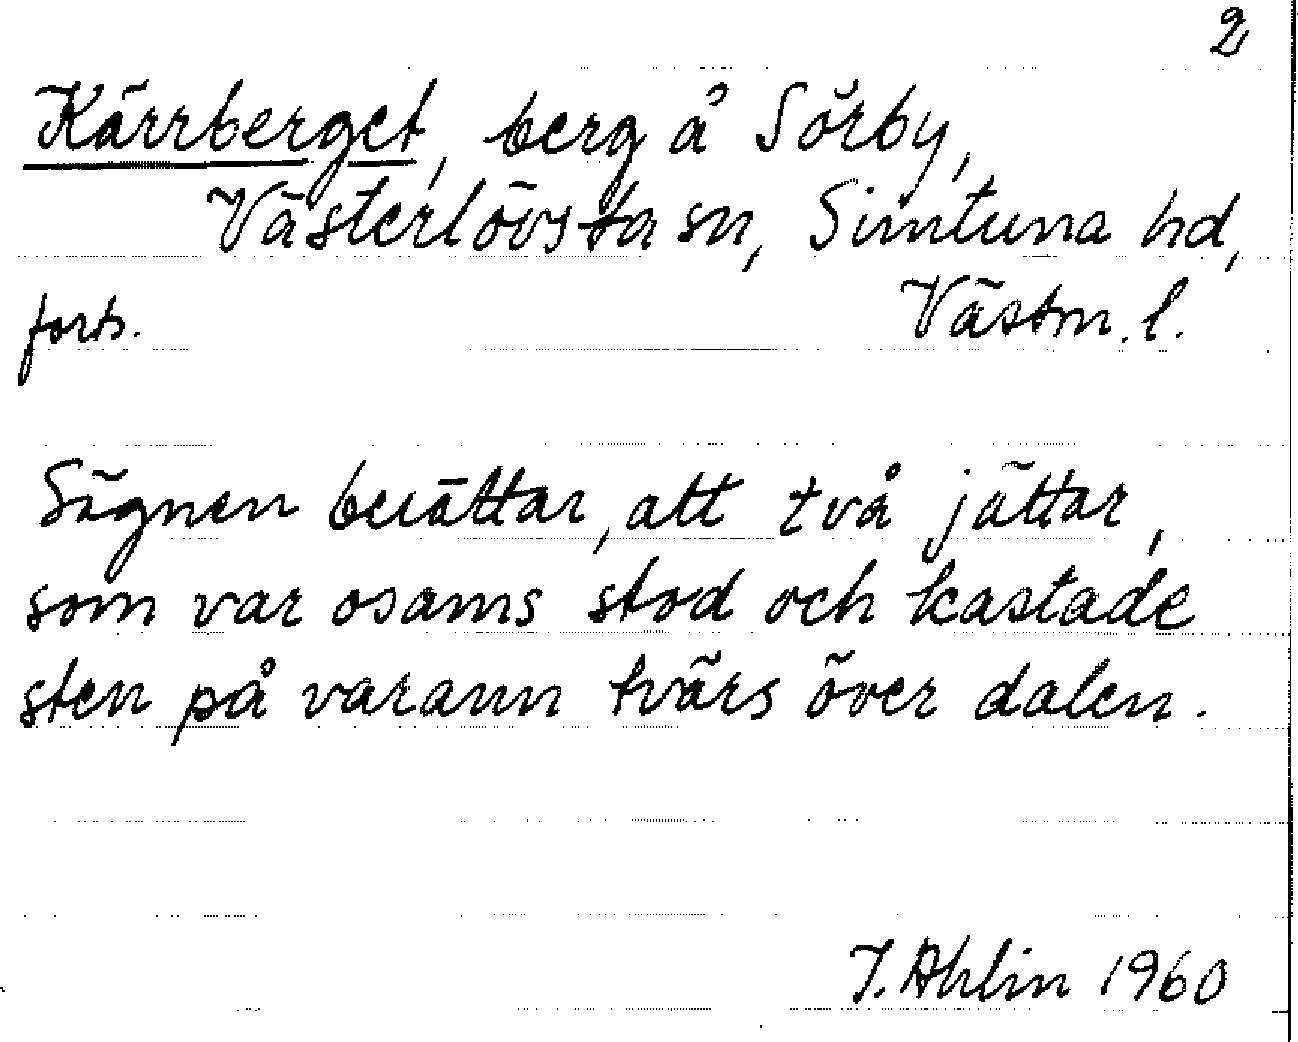 2
Kärrberget, berg å Sörby,
Västerlövsta sn, Simtuna hd,
forts. Västm. l.
Sägnen berättar, att två jättar,
som var osams stod och kastade
sten på varann tvärs över dalen.
J. Ahlin 1960